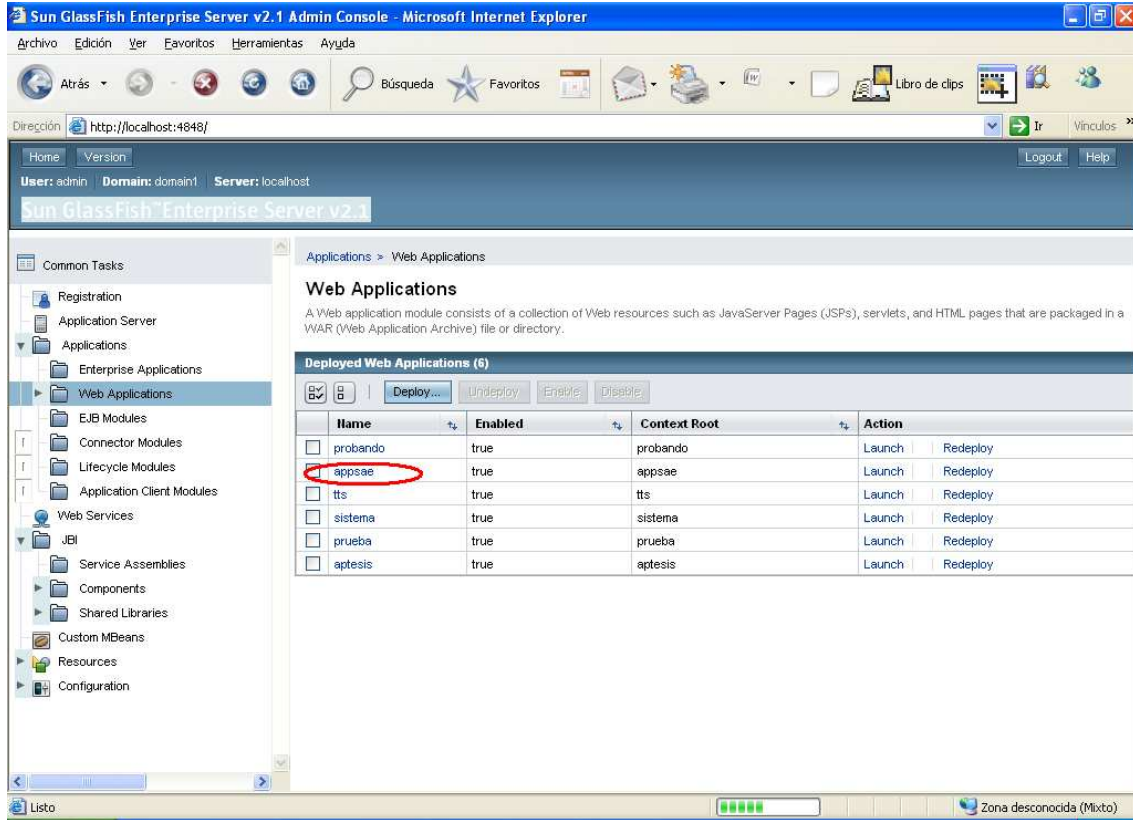 Sun GlassFish Enterprise Server v2.1 Admin Console - Microsoft Internet Explorer
Archivo Edición Ver Favoritos Herramientas Ayuda
Atrás Búsqueda Favoritos Libro de clips
Dirección http://localhost:4848/ Ir Vínculos »
Home Version Logout Help
User: admin Domain: domain1 Server: localhost
Sun GlassFish™ Enterprise Server v2.1
Common Tasks
Registration
Application Server
Applications
Enterprise Applications
Web Applications
EJB Modules
Connector Modules
Lifecycle Modules
Application Client Modules
Web Services
JBI
Service Assemblies
Components
Shared Libraries
Custom MBeans
Resources
Configuration
Applications > Web Applications
Web Applications
A Web application module consists of a collection of Web resources such as JavaServer Pages (JSPs), servlets, and HTML pages that are packaged in a
WAR (Web Application Archive) file or directory.
Deployed Web Applications (6)
Deploy... Undeploy Enable Disable
Name Enabled Context Root Action
probando true probando Launch Redeploy
appsae true appsae Launch Redeploy
tts true tts Launch Redeploy
sistema true sistema Launch Redeploy
prueba true prueba Launch Redeploy
aptesis true aptesis Launch Redeploy
Listo Zona desconocida (Mixto)